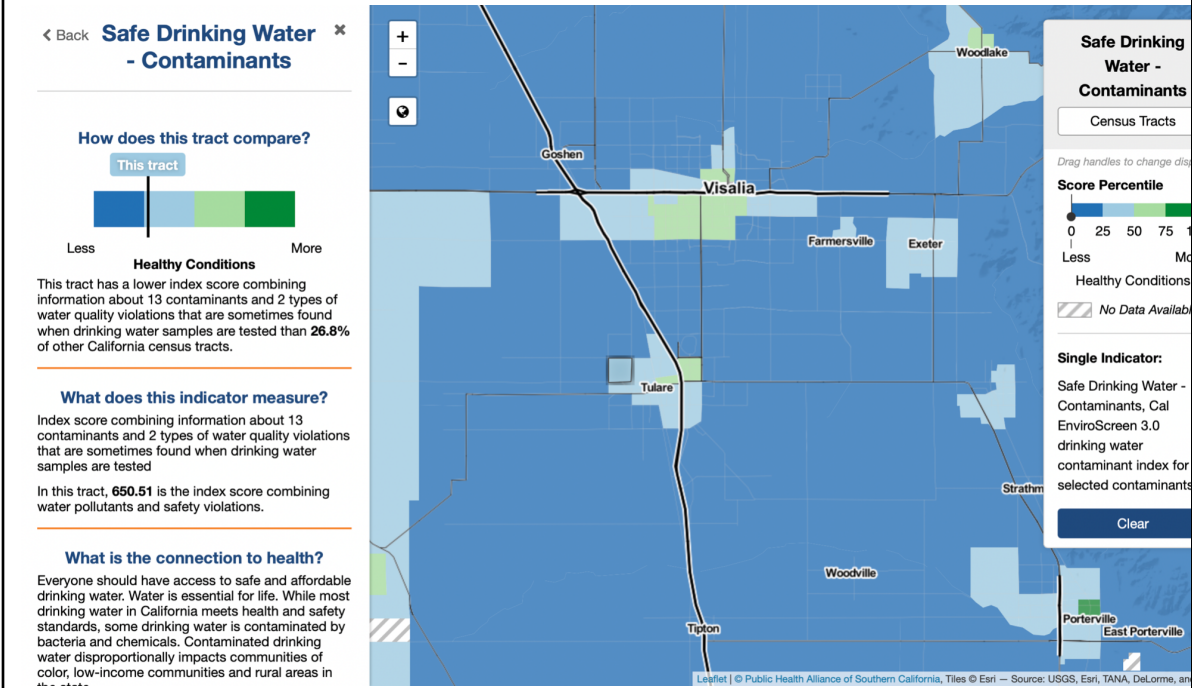 Back
Safe Drinking Water
- Contaminants
How does this tract compare?
This tract
Less
More
Healthy Conditions
This tract has a lower index score combining
information about 13 contaminants and 2 types of
water quality violations that are sometimes found
when drinking water samples are tested than 26.8%
of other California census tracts.
What does this indicator measure?
Index score combining information about 13
contaminants and 2 types of water quality violations
that are sometimes found when drinking water
samples are tested
In this tract, 650.51 is the index score combining
water pollutants and safety violations.
What is the connection to health?
Everyone should have access to safe and affordable
drinking water. Water is essential for life. While most
drinking water in California meets health and safety
standards, some drinking water is contaminated by
bacteria and chemicals. Contaminated drinking
water disproportionally impacts communities of
color, low-income communities and rural areas in
the state
+
−
Woodlake
Goshen
Visalia
Farmersville
Exeter
Tulare
Strathm
Woodville
Tipton
Porterville
East Porterville
Safe Drinking
Water -
Contaminants
Census Tracts
Drag handles to change disp
Score Percentile
0 25 50 75 1
Less
Mo
Healthy Conditions
No Data Availabl
Single Indicator:
Safe Drinking Water -
Contaminants, Cal
EnviroScreen 3.0
drinking water
contaminant index for
selected contaminants
Clear
Leaflet | © Public Health Alliance of Southern California, Tiles © Esri — Source: USGS, Esri, TANA, DeLorme, an